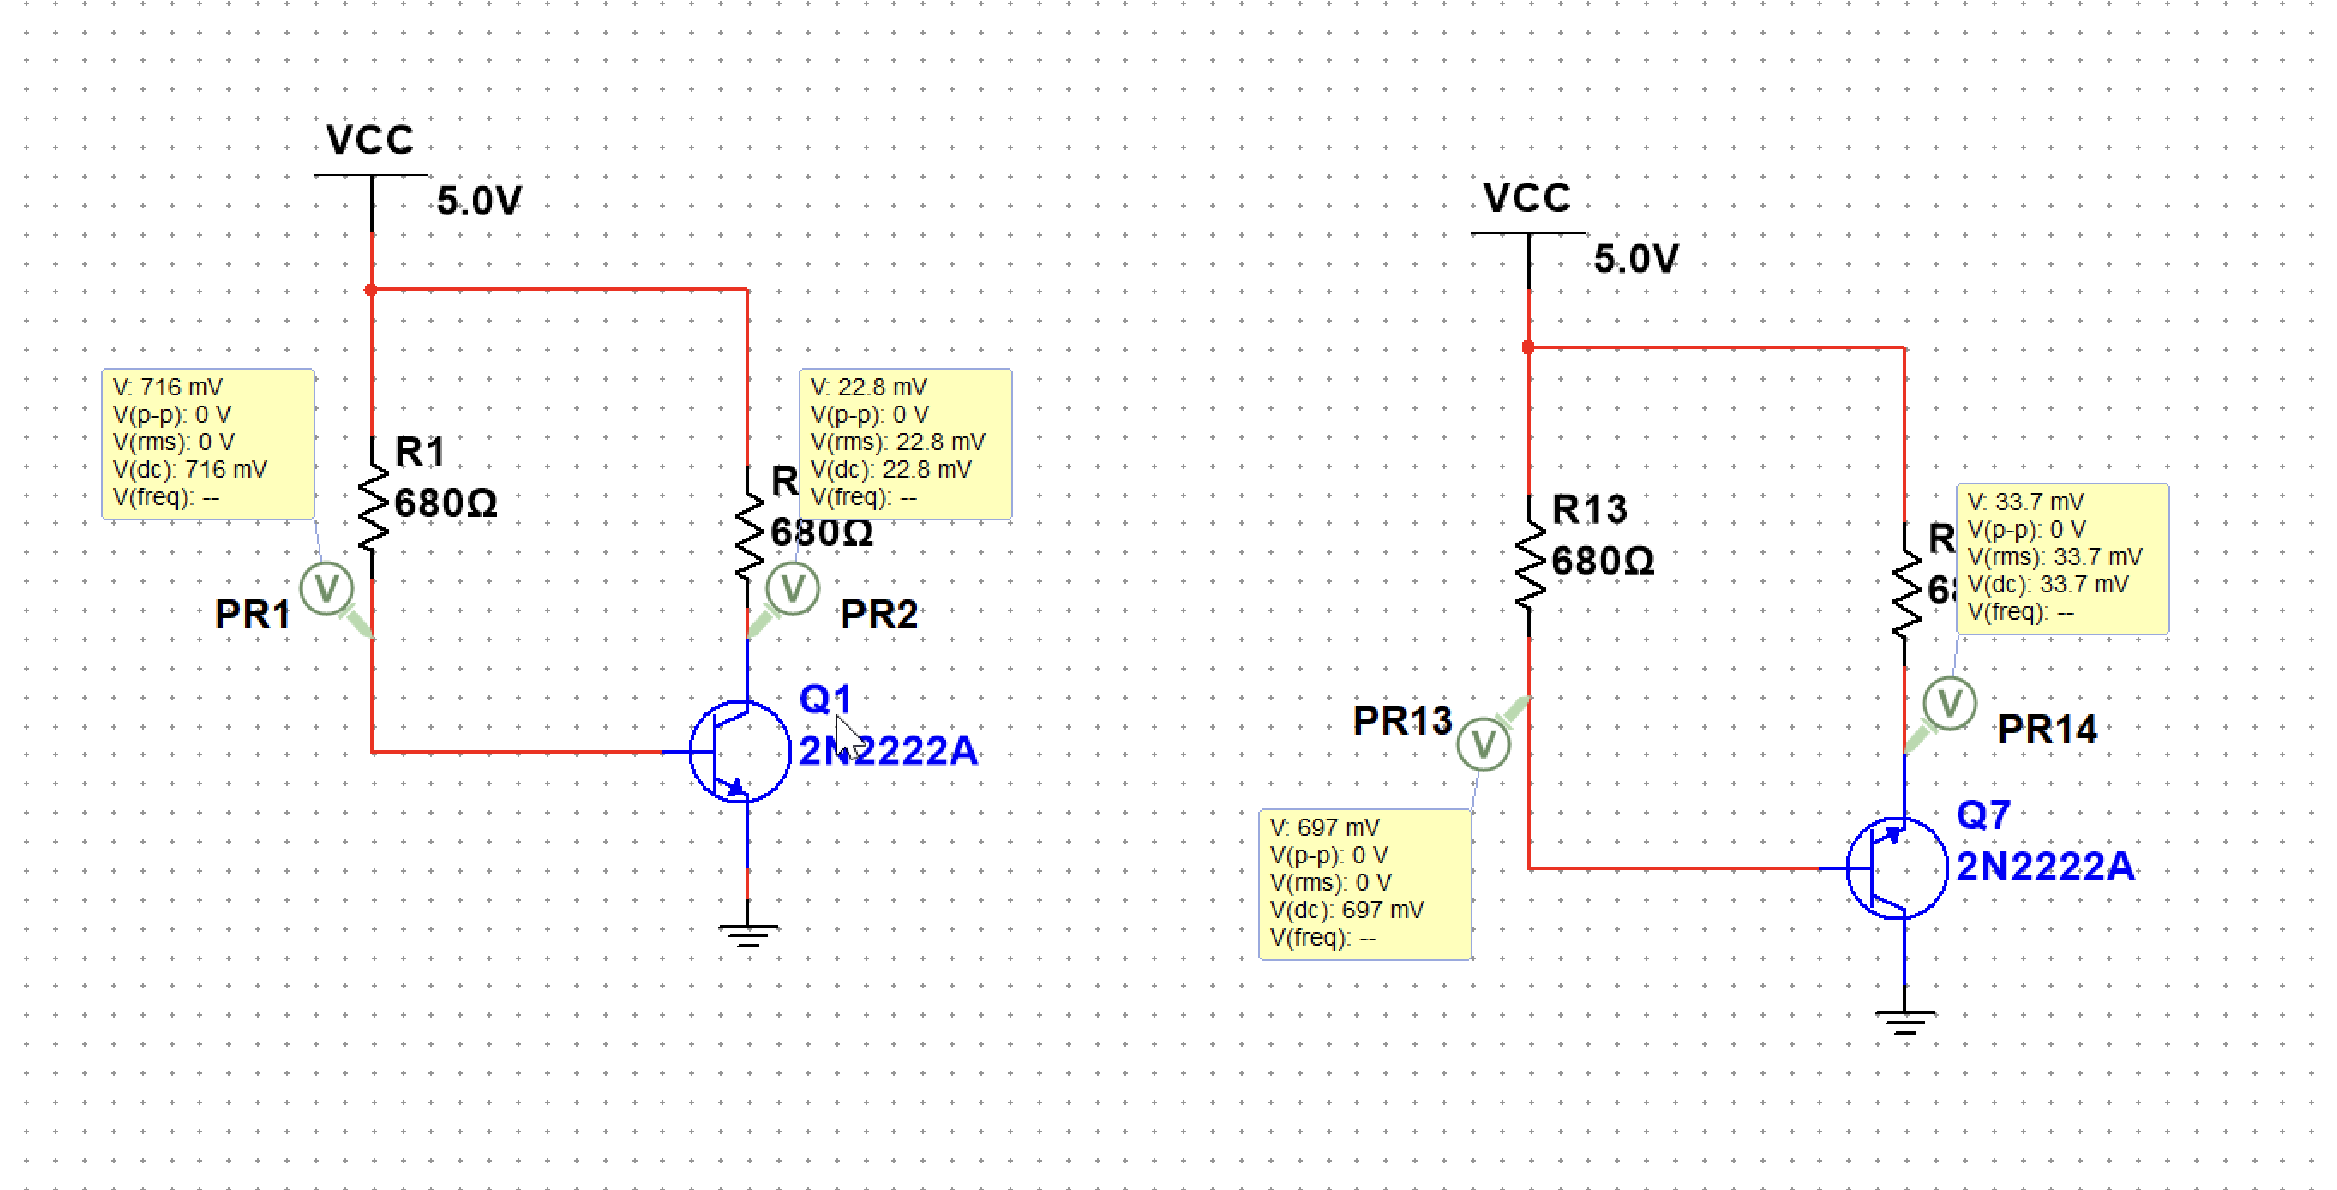 VCC
5.0V
V: 716 mV
V(p-p): 0 V
V(rms): 0 V
V(dc): 716 mV
V(freq): --
R1
680Ω
PR1
V
V: 22.8 mV
V(p-p): 0 V
V(rms): 22.8 mV
V(dc): 22.8 mV
V(freq): --
R
680Ω
V
PR2
Q1
2N2222A
VCC
5.0V
R13
680Ω
PR13
V
V: 697 mV
V(p-p): 0 V
V(rms): 0 V
V(dc): 697 mV
V(freq): --
V: 33.7 mV
V(p-p): 0 V
V(rms): 33.7 mV
V(dc): 33.7 mV
V(freq): --
R
V
PR14
Q7
2N2222A